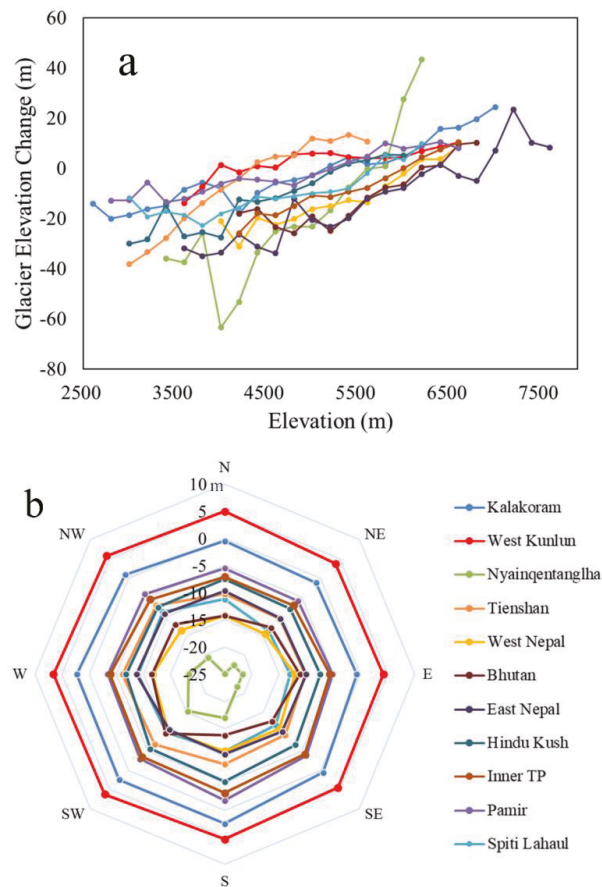 a
60
40
20
0
-20
-40
-60
-80
Glacier Elevation Change (m)
2500 3500 4500 5500 6500 7500
Elevation (m)
b
N
NE
E
SE
S
SW
W
NW
10 m
5
0
-5
-10
-15
-20
-25
Kalakoram
West Kunlun
Nyainqentanglha
Tienshan
West Nepal
Bhutan
East Nepal
Hindu Kush
Inner TP
Pamir
Spiti Lahaul